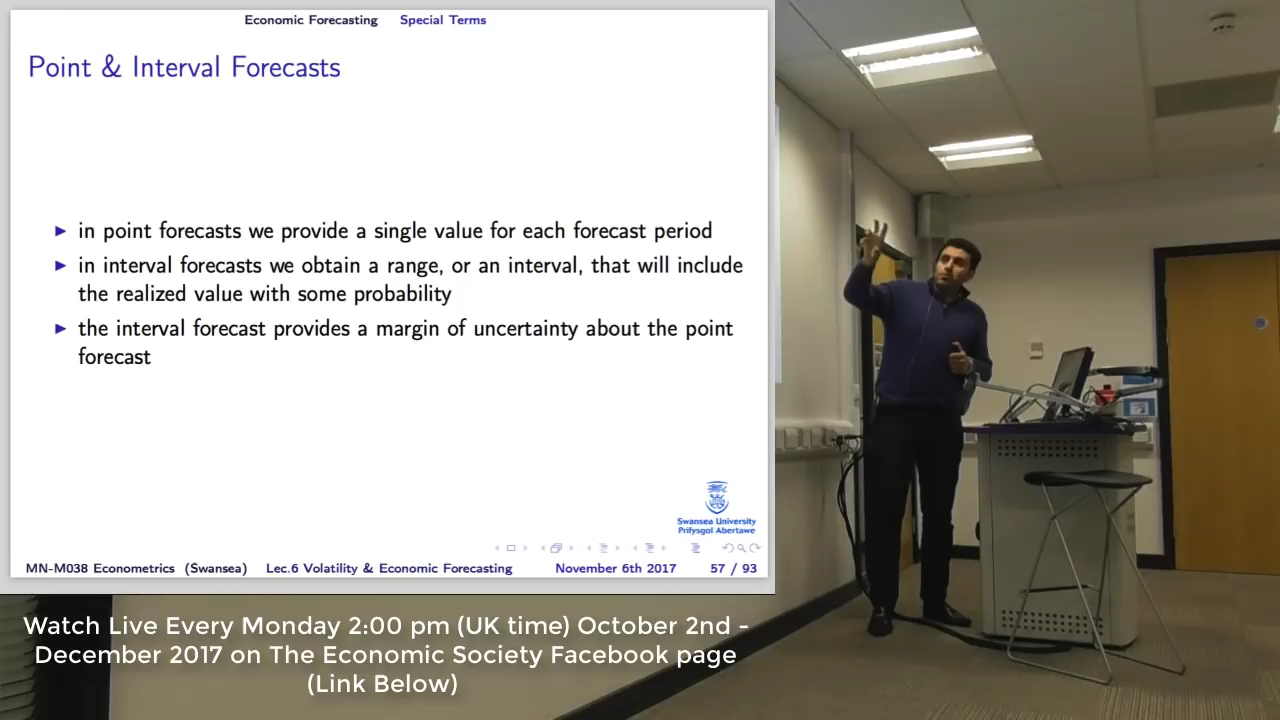 Economic Forecasting Special Terms
Point & Interval Forecasts
▶ in point forecasts we provide a single value for each forecast period
▶ in interval forecasts we obtain a range, or an interval, that will include
the realized value with some probability
▶ the interval forecast provides a margin of uncertainty about the point
forecast
Swansea University
Prifysgol Abertawe
MN-M038 Econometrics (Swansea) Lec.6 Volatility & Economic Forecasting November 6th 2017 57 / 93
Watch Live Every Monday 2:00 pm (UK time) October 2nd -
December 2017 on The Economic Society Facebook page
(Link Below)